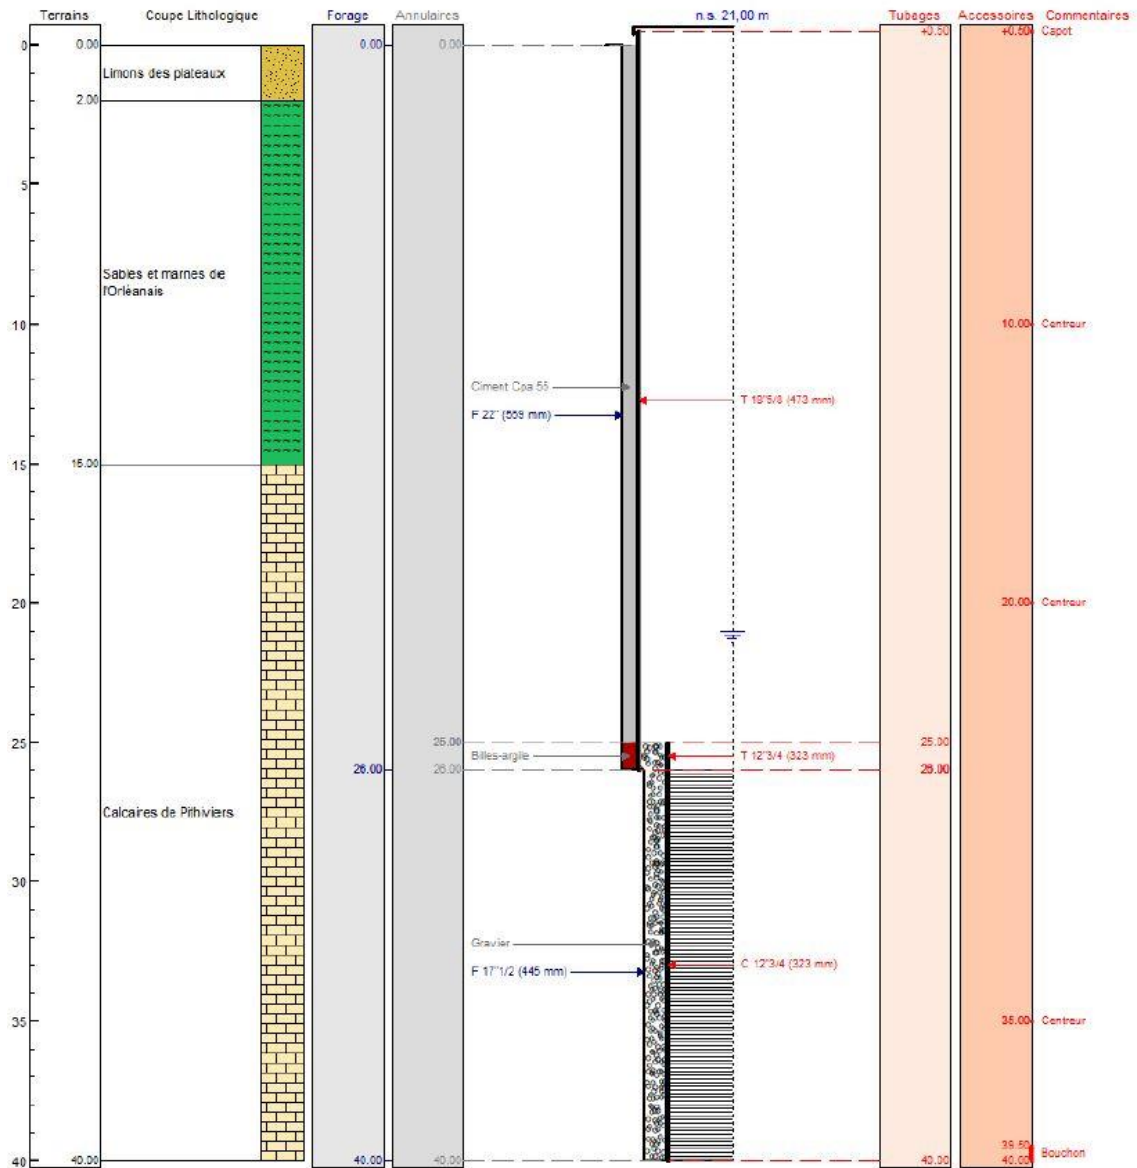 Terrains Coupe Lithologique Forage Annulaires n.s. 21,00 m Tubages Accessoires Commentaires
+0.50 +0.50 Capot
0 0.00 0.00 0.00
Limons des plateaux
2.00
5
Sables et marnes de
l'Orléanais
10 10.00 Centreur
Ciment Cpa 55
T 18"5/8 (473 mm)
F 22" (559 mm)
15 15.00
20 20.00 Centreur
25 25.00 25.00
Billes-argile T 12"3/4 (323 mm)
26.00 26.00 26.00
Calcaires de Pithiviers
30
Gravier
C 12"3/4 (323 mm)
F 17"1/2 (445 mm)
35 35.00 Centreur
39.50
Bouchon
40 40.00 40.00 40.00 40.00